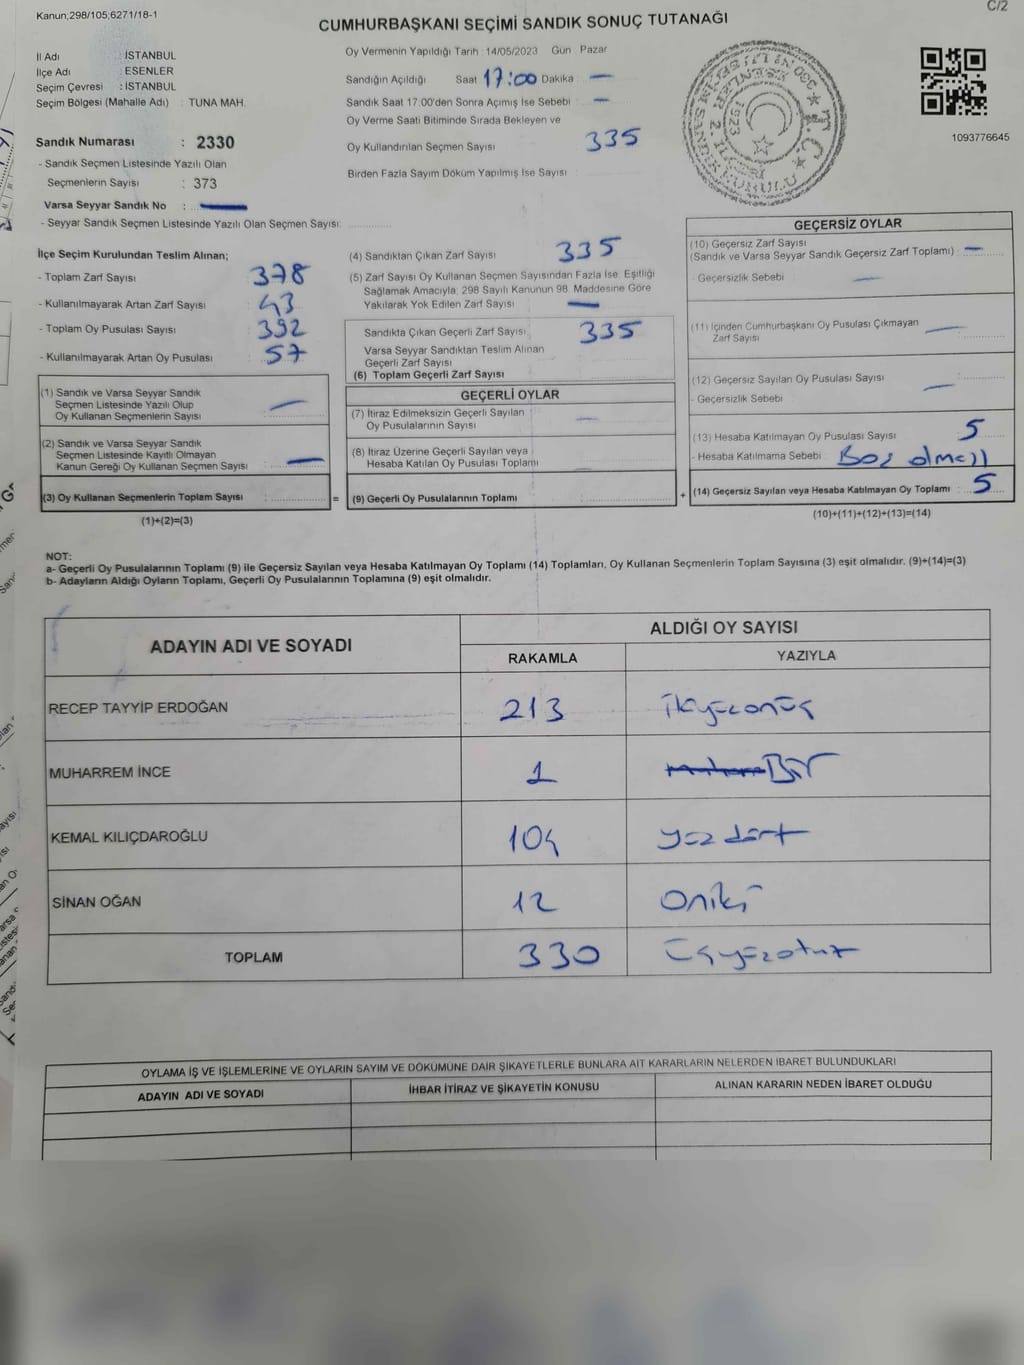 Kanun;298/105;6271/18-1
C/2
CUMHURBAŞKANI SEÇİMİ SANDIK SONUÇ TUTANAĞI
İl Adı : İSTANBUL
İlçe Adı : ESENLER
Seçim Çevresi : İSTANBUL
Seçim Bölgesi (Mahalle Adı) : TUNA MAH.
Sandık Numarası : 2330
- Sandık Seçmen Listesinde Yazılı Olan
Seçmenlerin Sayısı : 373
Varsa Seyyar Sandık No :
- Seyyar Sandık Seçmen Listesinde Yazılı Olan Seçmen Sayısı:
Oy Vermenin Yapıldığı Tarih : 14/05/2023 Gün Pazar
Sandığın Açıldığı Saat 17:00 Dakika : —
Sandık Saat 17.00'den Sonra Açımış İse Sebebi : —
Oy Verme Saati Bitiminde Sırada Bekleyen ve
Oy Kullandırılan Seçmen Sayısı 335
Birden Fazla Sayım Döküm Yapılmış İse Sayısı :
T.C.
1923
1093776645
İlçe Seçim Kurulundan Teslim Alınan;
- Toplam Zarf Sayısı : 378
- Kullanılmayarak Artan Zarf Sayısı : 43
- Toplam Oy Pusulası Sayısı : 392
- Kullanılmayarak Artan Oy Pusulası : 57
(1) Sandık ve Varsa Seyyar Sandık
Seçmen Listesinde Yazılı Olup
Oy Kullanan Seçmenlerin Sayısı : —
(2) Sandık ve Varsa Seyyar Sandık
Seçmen Listesinde Kayıtlı Olmayan
Kanun Gereği Oy Kullanan Seçmen Sayısı : —
(3) Oy Kullanan Seçmenlerin Toplam Sayısı :
=
(1)+(2)=(3)
(4) Sandıktan Çıkan Zarf Sayısı : 335
(5) Zarf Sayısı Oy Kullanan Seçmen Sayısından Fazla İse, Eşitliği
Sağlamak Amacıyla; 298 Sayılı Kanunun 98. Maddesine Göre
Yakılarak Yok Edilen Zarf Sayısı : —
Sandıkta Çıkan Geçerli Zarf Sayısı : 335
Varsa Seyyar Sandıktan Teslim Alınan
Geçerli Zarf Sayısı :
(6) Toplam Geçerli Zarf Sayısı :
GEÇERLİ OYLAR
(7) İtiraz Edilmeksizin Geçerli Sayılan
Oy Pusulalarının Sayısı : —
(8) İtiraz Üzerine Geçerli Sayılan veya
Hesaba Katılan Oy Pusulası Toplamı : —
(9) Geçerli Oy Pusulalarının Toplamı :
+
GEÇERSİZ OYLAR
(10) Geçersiz Zarf Sayısı
(Sandık ve Varsa Seyyar Sandık Geçersiz Zarf Toplamı) : —
- Geçersizlik Sebebi : —
(11) İçinden Cumhurbaşkanı Oy Pusulası Çıkmayan
Zarf Sayısı : —
(12) Geçersiz Sayılan Oy Pusulası Sayısı : —
- Geçersizlik Sebebi :
(13) Hesaba Katılmayan Oy Pusulası Sayısı : 5
- Hesaba Katılmama Sebebi : Boş
(14) Geçersiz Sayılan veya Hesaba Katılmayan Oy Toplamı : 5
(10)+(11)+(12)+(13)=(14)
NOT:
a- Geçerli Oy Pusulalarının Toplamı (9) ile Geçersiz Sayılan veya Hesaba Katılmayan Oy Toplamı (14) Toplamları, Oy Kullanan Seçmenlerin Toplam Sayısına (3) eşit olmalıdır. (9)+(14)=(3)
b- Adayların Aldığı Oyların Toplamı, Geçerli Oy Pusulalarının Toplamına (9) eşit olmalıdır.
ADAYIN ADI VE SOYADI
ALDIĞI OY SAYISI
RAKAMLA YAZIYLA
RECEP TAYYİP ERDOĞAN 213 ikiyüzonüç
MUHARREM İNCE 1 Bir
KEMAL KILIÇDAROĞLU 104 yüz dört
SİNAN OĞAN 12 Oniki
TOPLAM 330 Üçyüzotuz
OYLAMA İŞ VE İŞLEMLERİNE VE OYLARIN SAYIM VE DÖKÜMÜNE DAİR ŞİKAYETLERLE BUNLARA AİT KARARLARIN NELERDEN İBARET BULUNDUKLARI
ADAYIN ADI VE SOYADI İHBAR İTİRAZ VE ŞİKAYETİN KONUSU ALINAN KARARIN NEDEN İBARET OLDUĞU